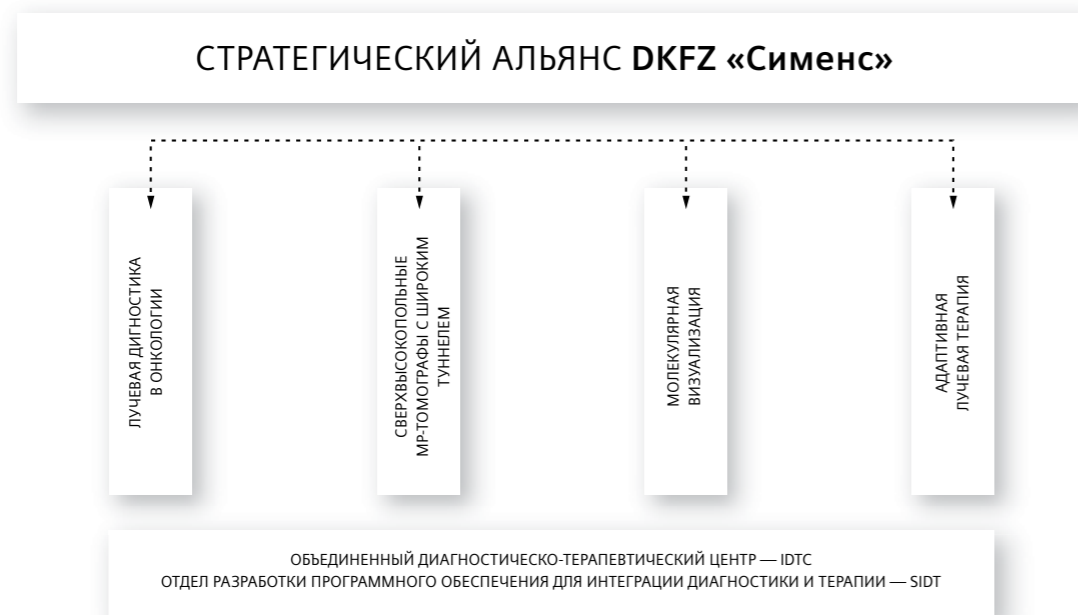 СТРАТЕГИЧЕСКИЙ АЛЬЯНС DKFZ «Сименс»
ЛУЧЕВАЯ ДИГНОСТИКА
В ОНКОЛОГИИ
СВЕРХВЫСОКОПОЛЬНЫЕ
МР-ТОМОГРАФЫ С ШИРОКИМ
ТУННЕЛЕМ
МОЛЕКУЛЯРНАЯ
ВИЗУАЛИЗАЦИЯ
АДАПТИВНАЯ
ЛУЧЕВАЯ ТЕРАПИЯ
ОБЪЕДИНЕННЫЙ ДИАГНОСТИЧЕСКО-ТЕРАПЕВТИЧЕСКИЙ ЦЕНТР — IDTC
ОТДЕЛ РАЗРАБОТКИ ПРОГРАММНОГО ОБЕСПЕЧЕНИЯ ДЛЯ ИНТЕГРАЦИИ ДИАГНОСТИКИ И ТЕРАПИИ — SIDT